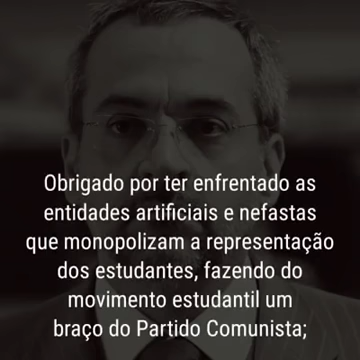 Obrigado por ter enfrentado as
entidades artificiais e nefastas
que monopolizam a representação
dos estudantes, fazendo do
movimento estudantil um
braço do Partido Comunista;